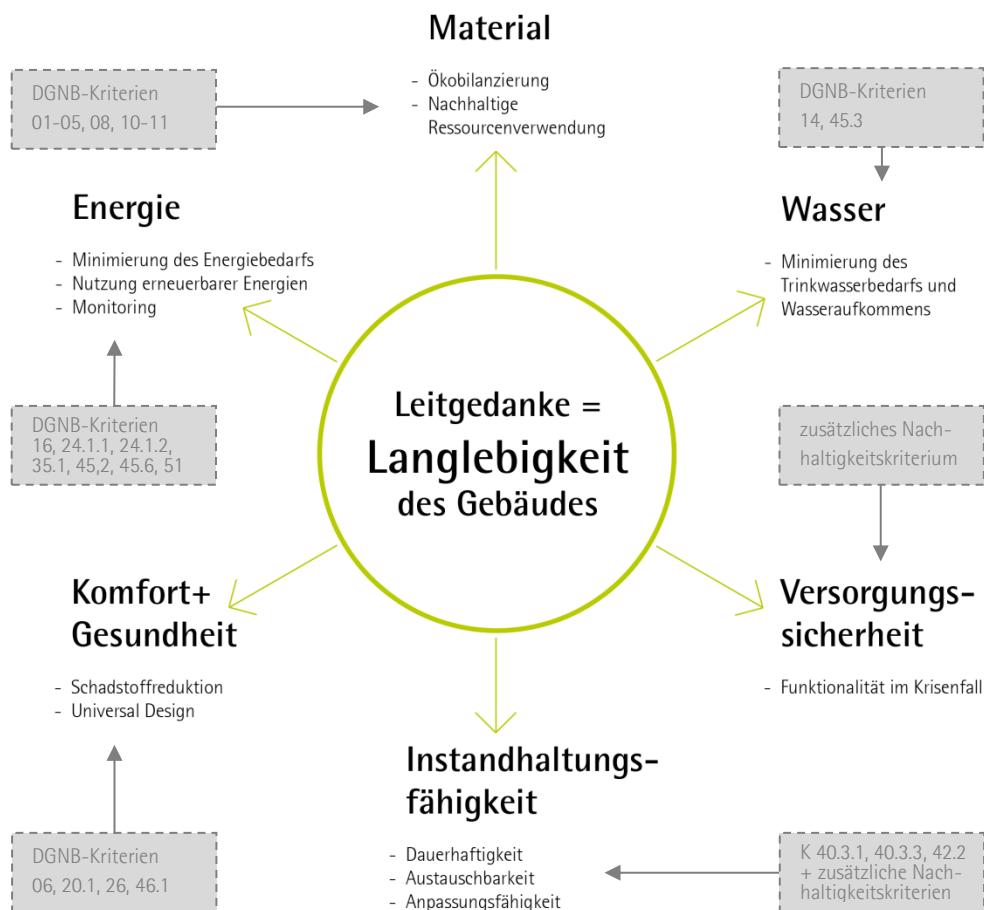 Material
- Ökobilanzierung
- Nachhaltige
Ressourcenverwendung
DGNB-Kriterien
01-05, 08, 10-11
DGNB-Kriterien
14, 45.3
Energie
- Minimierung des Energiebedarfs
- Nutzung erneuerbarer Energien
- Monitoring
Wasser
- Minimierung des
Trinkwasserbedarfs und
Wasseraufkommens
Leitgedanke =
Langlebigkeit
des Gebäudes
DGNB-Kriterien
16, 24.1.1, 24.1.2,
35.1, 45,2, 45.6, 51
zusätzliches Nach-
haltigkeitskriterium
Komfort+
Gesundheit
- Schadstoffreduktion
- Universal Design
Versorgungs-
sicherheit
- Funktionalität im Krisenfall
Instandhaltungs-
fähigkeit
- Dauerhaftigkeit
- Austauschbarkeit
- Anpassungsfähigkeit
DGNB-Kriterien
06, 20.1, 26, 46.1
K 40.3.1, 40.3.3, 42.2
+ zusätzliche Nach-
haltigkeitskriterien